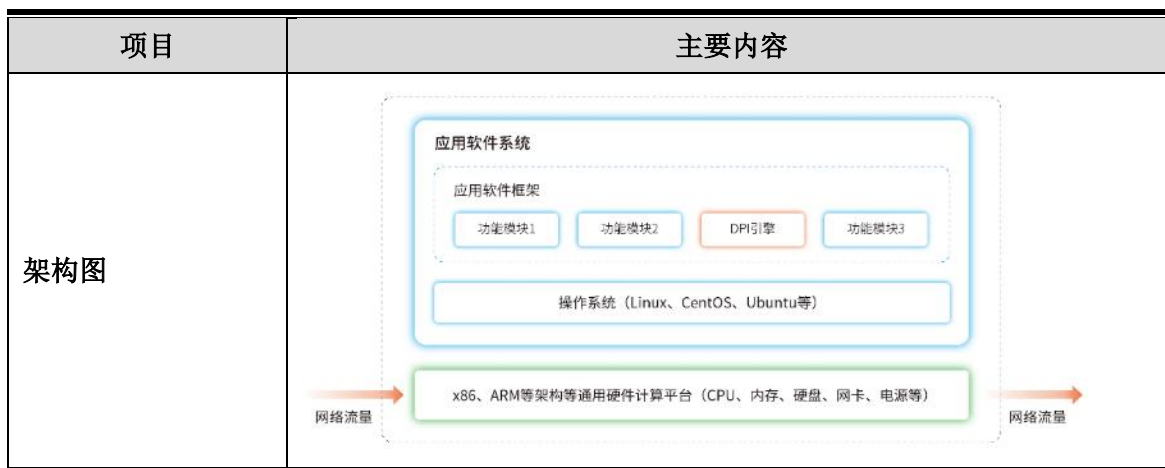 项目
主要内容
架构图
应用软件系统
应用软件框架
功能模块1
功能模块2
DPI引擎
功能模块3
操作系统（Linux、CentOS、Ubuntu等）
x86、ARM等架构等通用硬件计算平台（CPU、内存、硬盘、网卡、电源等）
网络流量
网络流量